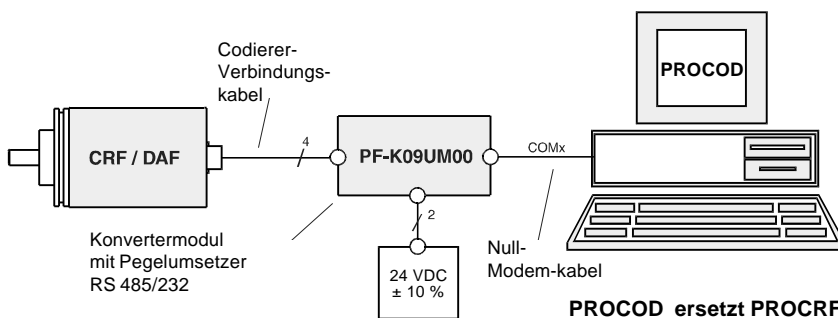 Codierer-
Verbindungs-
kabel
PROCOD
CRF / DAF
4
PF-K09UM00
COMx
2
Konvertermodul
mit Pegelumsetzer
RS 485/232
24 VDC
± 10 %
Null-
Modem-kabel
PROCOD ersetzt PROCRF